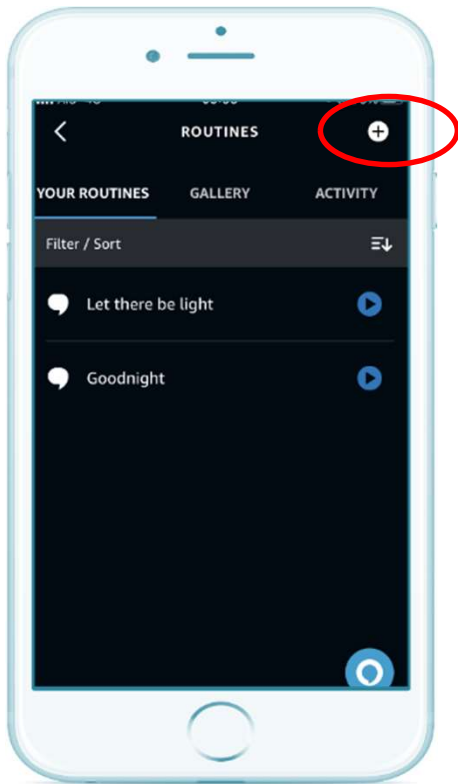 ROUTINES
YOUR ROUTINES GALLERY ACTIVITY
Filter / Sort
Let there be light
Goodnight